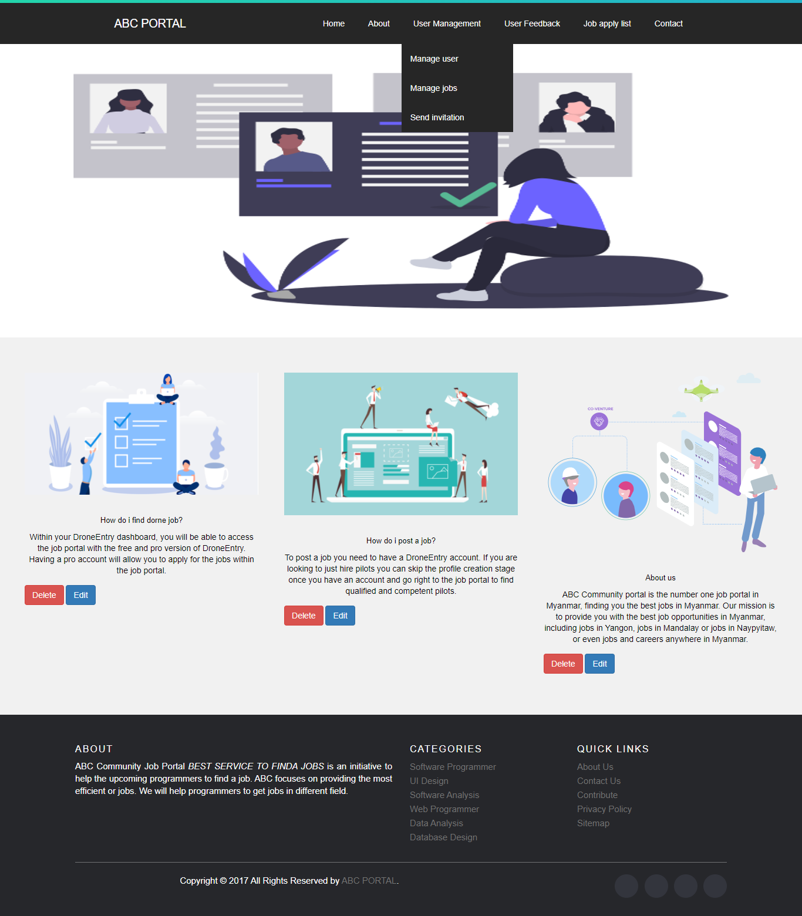 ABC PORTAL
Home About User Management User Feedback Job apply list Contact
Manage user
Manage jobs
Send invitation
CO-VENTURE
How do i find dorne job?
Within your DroneEntry dashboard, you will be able to access
the job portal with the free and pro version of DroneEntry.
Having a pro account will allow you to apply for the jobs within
the job portal.
Delete Edit
How do i post a job?
To post a job you need to have a DroneEntry account. If you are
looking to just hire pilots you can skip the profile creation stage
once you have an account and go right to the job portal to find
qualified and competent pilots.
Delete Edit
About us
ABC Community portal is the number one job portal in
Myanmar, finding you the best jobs in Myanmar. Our mission is
to provide you with the best job opportunities in Myanmar,
including jobs in Yangon, jobs in Mandalay or jobs in Naypyitaw,
or even jobs and careers anywhere in Myanmar.
Delete Edit
ABOUT
ABC Community Job Portal BEST SERVICE TO FINDA JOBS is an initiative to
help the upcoming programmers to find a job. ABC focuses on providing the most
efficient or jobs. We will help programmers to get jobs in different field.
CATEGORIES
Software Programmer
UI Design
Software Analysis
Web Programmer
Data Analysis
Database Design
QUICK LINKS
About Us
Contact Us
Contribute
Privacy Policy
Sitemap
Copyright © 2017 All Rights Reserved by ABC PORTAL.